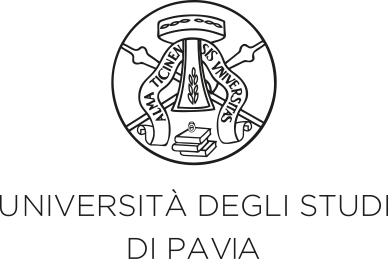 ALMA TICINENSIS UNIVERSITAS
UNIVERSITÀ DEGLI STUDI
DI PAVIA